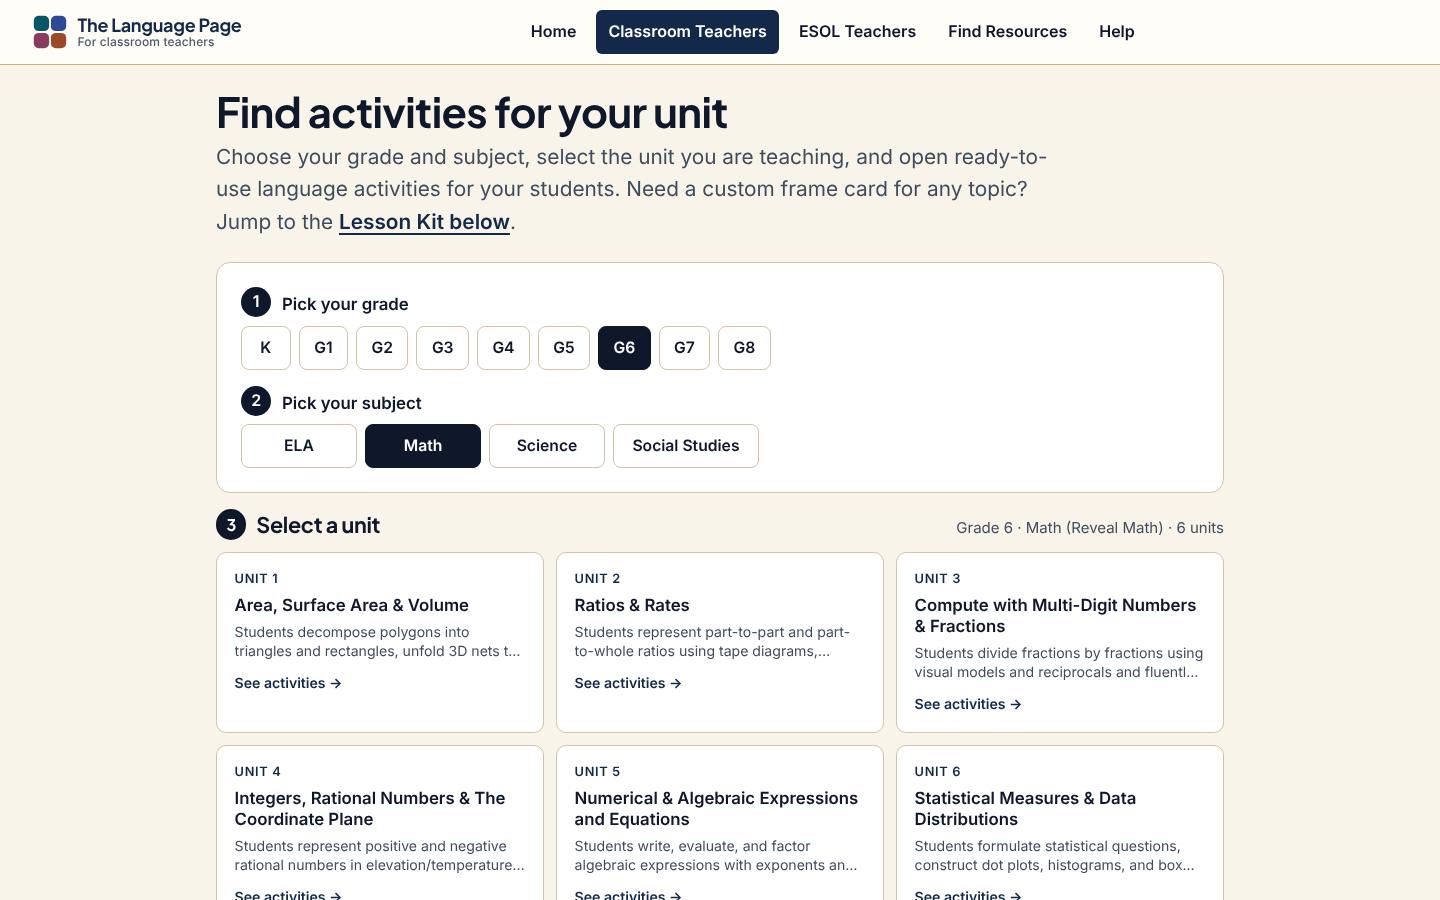 The Language Page
For classroom teachers
Home
Classroom Teachers
ESOL Teachers
Find Resources
Help
Find activities for your unit
Choose your grade and subject, select the unit you are teaching, and open ready-to-
use language activities for your students. Need a custom frame card for any topic?
Jump to the Lesson Kit below.
1 Pick your grade
K G1 G2 G3 G4 G5 G6 G7 G8
2 Pick your subject
ELA Math Science Social Studies
3 Select a unit
Grade 6 · Math (Reveal Math) · 6 units
UNIT 1
Area, Surface Area & Volume
Students decompose polygons into
triangles and rectangles, unfold 3D nets t...
See activities →
UNIT 2
Ratios & Rates
Students represent part-to-part and part-
to-whole ratios using tape diagrams,...
See activities →
UNIT 3
Compute with Multi-Digit Numbers
& Fractions
Students divide fractions by fractions using
visual models and reciprocals and fluentl...
See activities →
UNIT 4
Integers, Rational Numbers & The
Coordinate Plane
Students represent positive and negative
rational numbers in elevation/temperature...
See activities →
UNIT 5
Numerical & Algebraic Expressions
and Equations
Students write, evaluate, and factor
algebraic expressions with exponents an...
See activities →
UNIT 6
Statistical Measures & Data
Distributions
Students formulate statistical questions,
construct dot plots, histograms, and box...
See activities →